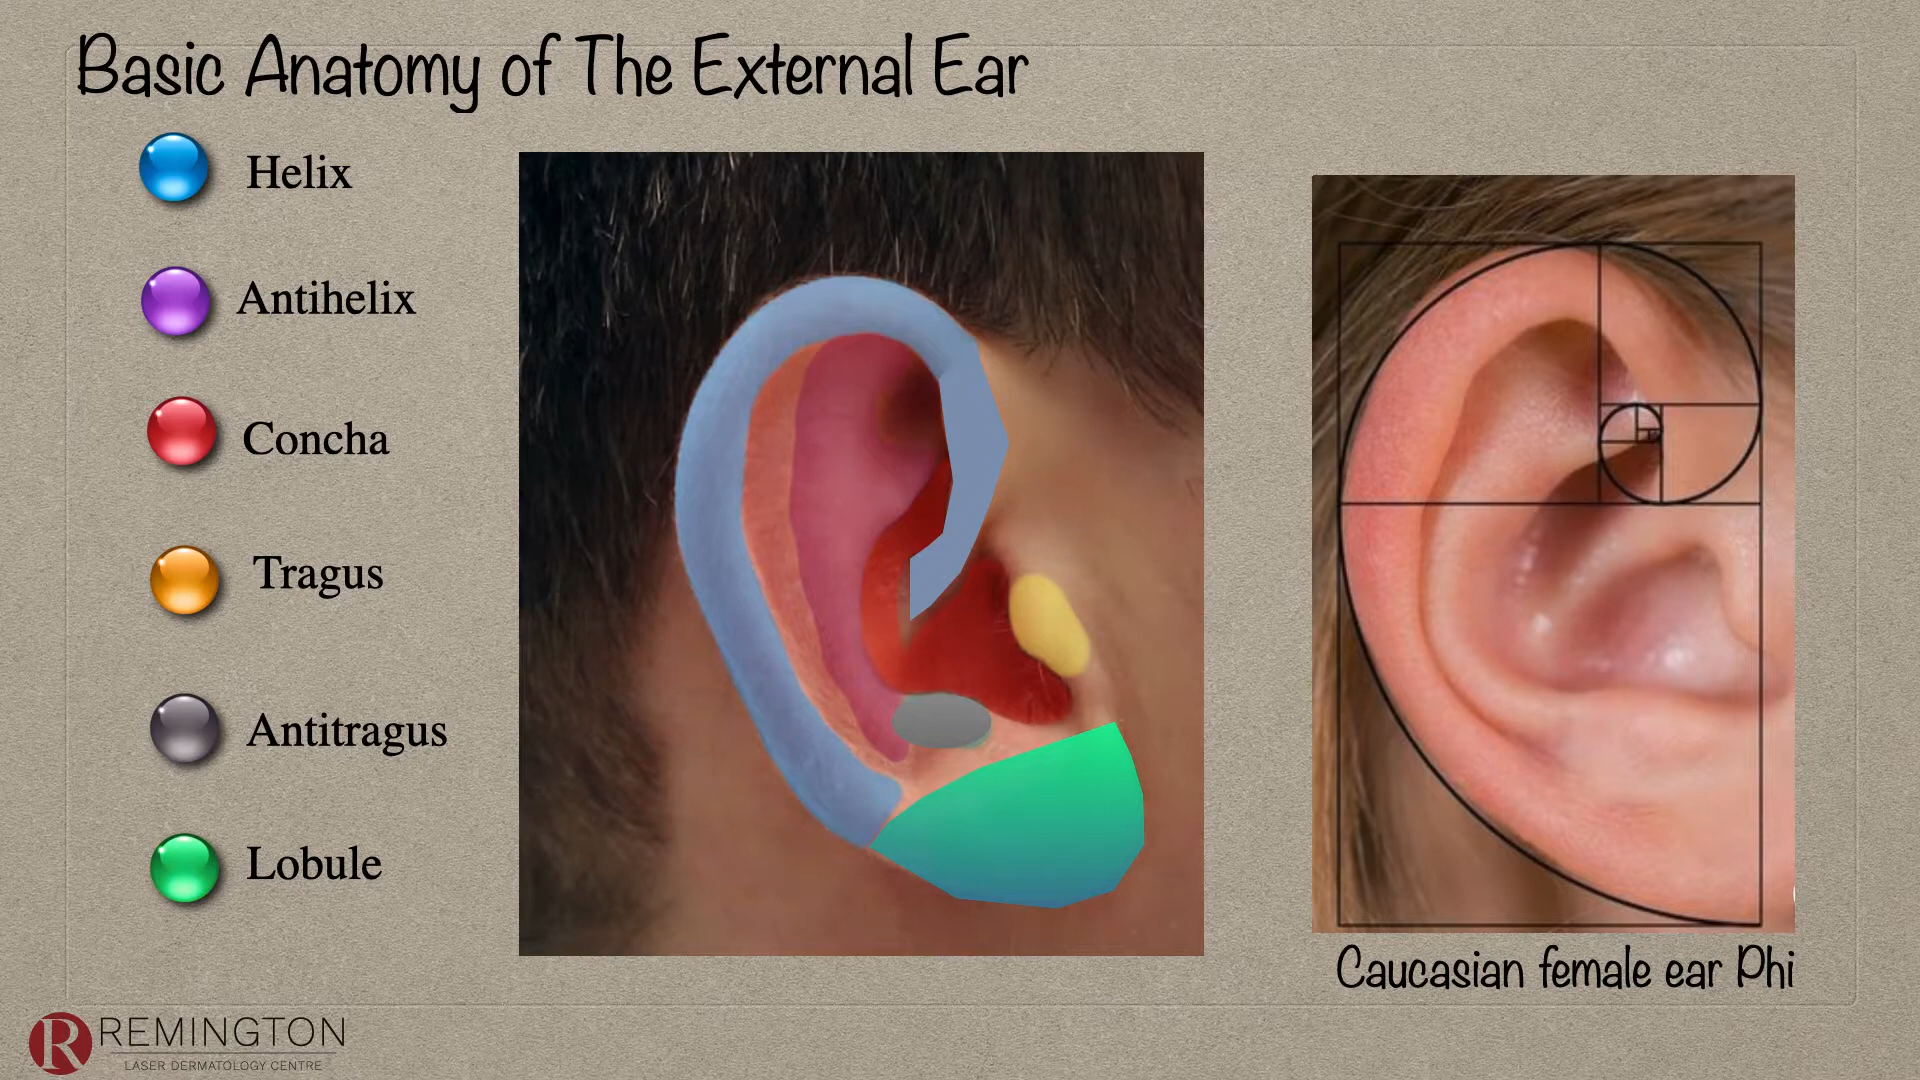 Basic Anatomy of The External Ear
Helix
Antihelix
Concha
Tragus
Antitragus
Lobule
Caucasian female ear Phi
R REMINGTON
LASER DERMATOLOGY CENTRE